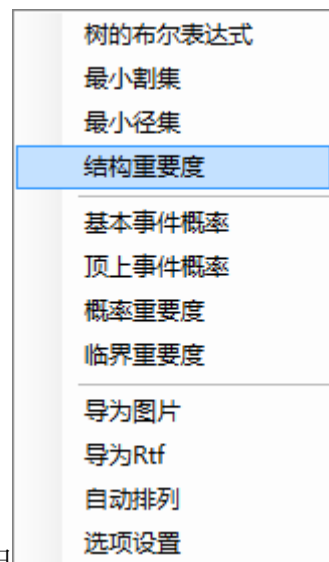 树的布尔表达式
最小割集
最小径集
结构重要度
基本事件概率
顶上事件概率
概率重要度
临界重要度
导为图片
导为Rtf
自动排列
选项设置